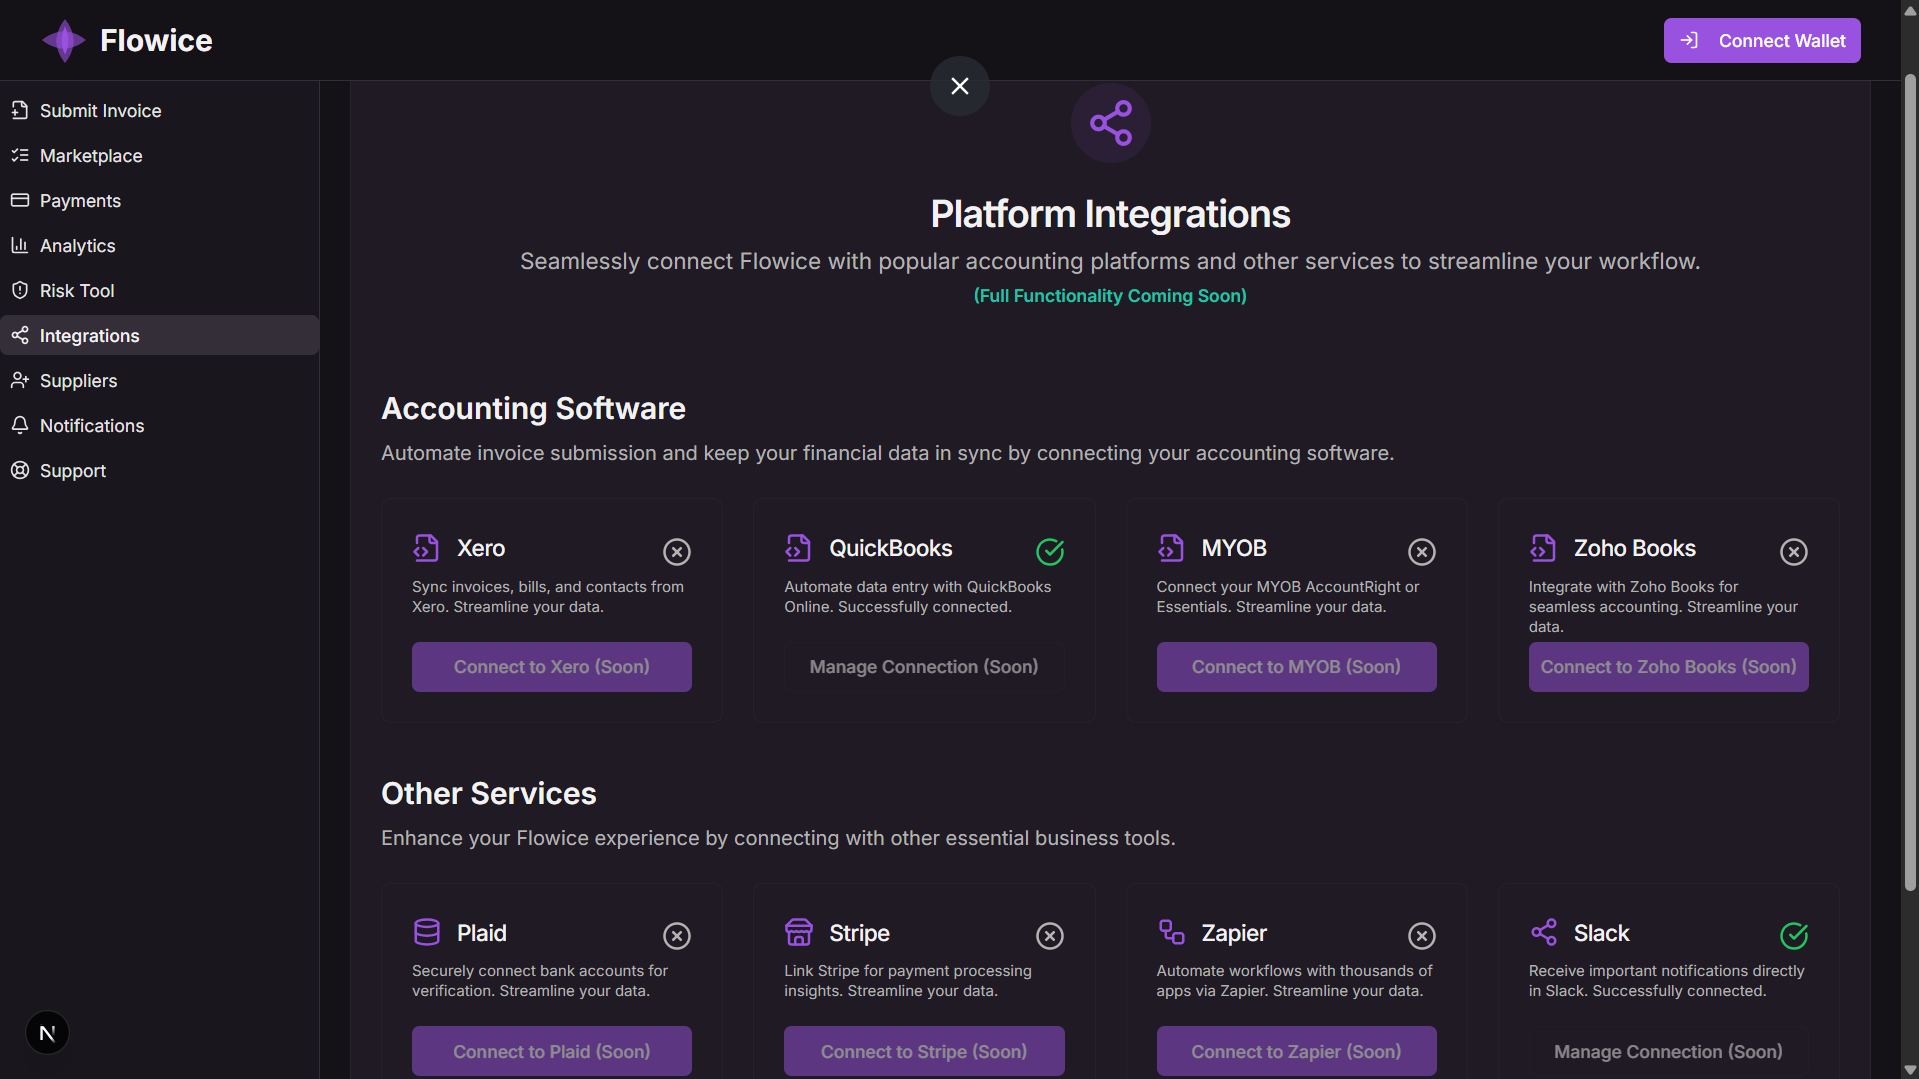 Flowice
Connect Wallet
Submit Invoice
Marketplace
Payments
Analytics
Risk Tool
Integrations
Suppliers
Notifications
Support
N
Platform Integrations
Seamlessly connect Flowice with popular accounting platforms and other services to streamline your workflow.
(Full Functionality Coming Soon)
Accounting Software
Automate invoice submission and keep your financial data in sync by connecting your accounting software.
Xero
Sync invoices, bills, and contacts from
Xero. Streamline your data.
Connect to Xero (Soon)
QuickBooks
Automate data entry with QuickBooks
Online. Successfully connected.
Manage Connection (Soon)
MYOB
Connect your MYOB AccountRight or
Essentials. Streamline your data.
Connect to MYOB (Soon)
Zoho Books
Integrate with Zoho Books for
seamless accounting. Streamline your
data.
Connect to Zoho Books (Soon)
Other Services
Enhance your Flowice experience by connecting with other essential business tools.
Plaid
Securely connect bank accounts for
verification. Streamline your data.
Connect to Plaid (Soon)
Stripe
Link Stripe for payment processing
insights. Streamline your data.
Connect to Stripe (Soon)
Zapier
Automate workflows with thousands of
apps via Zapier. Streamline your data.
Connect to Zapier (Soon)
Slack
Receive important notifications directly
in Slack. Successfully connected.
Manage Connection (Soon)